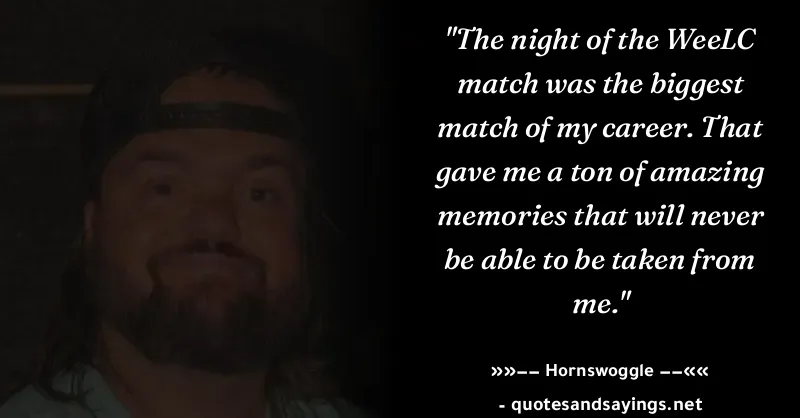 "The night of the WeeLC
match was the biggest
match of my career. That
gave me a ton of amazing
memories that will never
be able to be taken from
me."
»»−− Hornswoggle −−««
- quotesandsayings.net